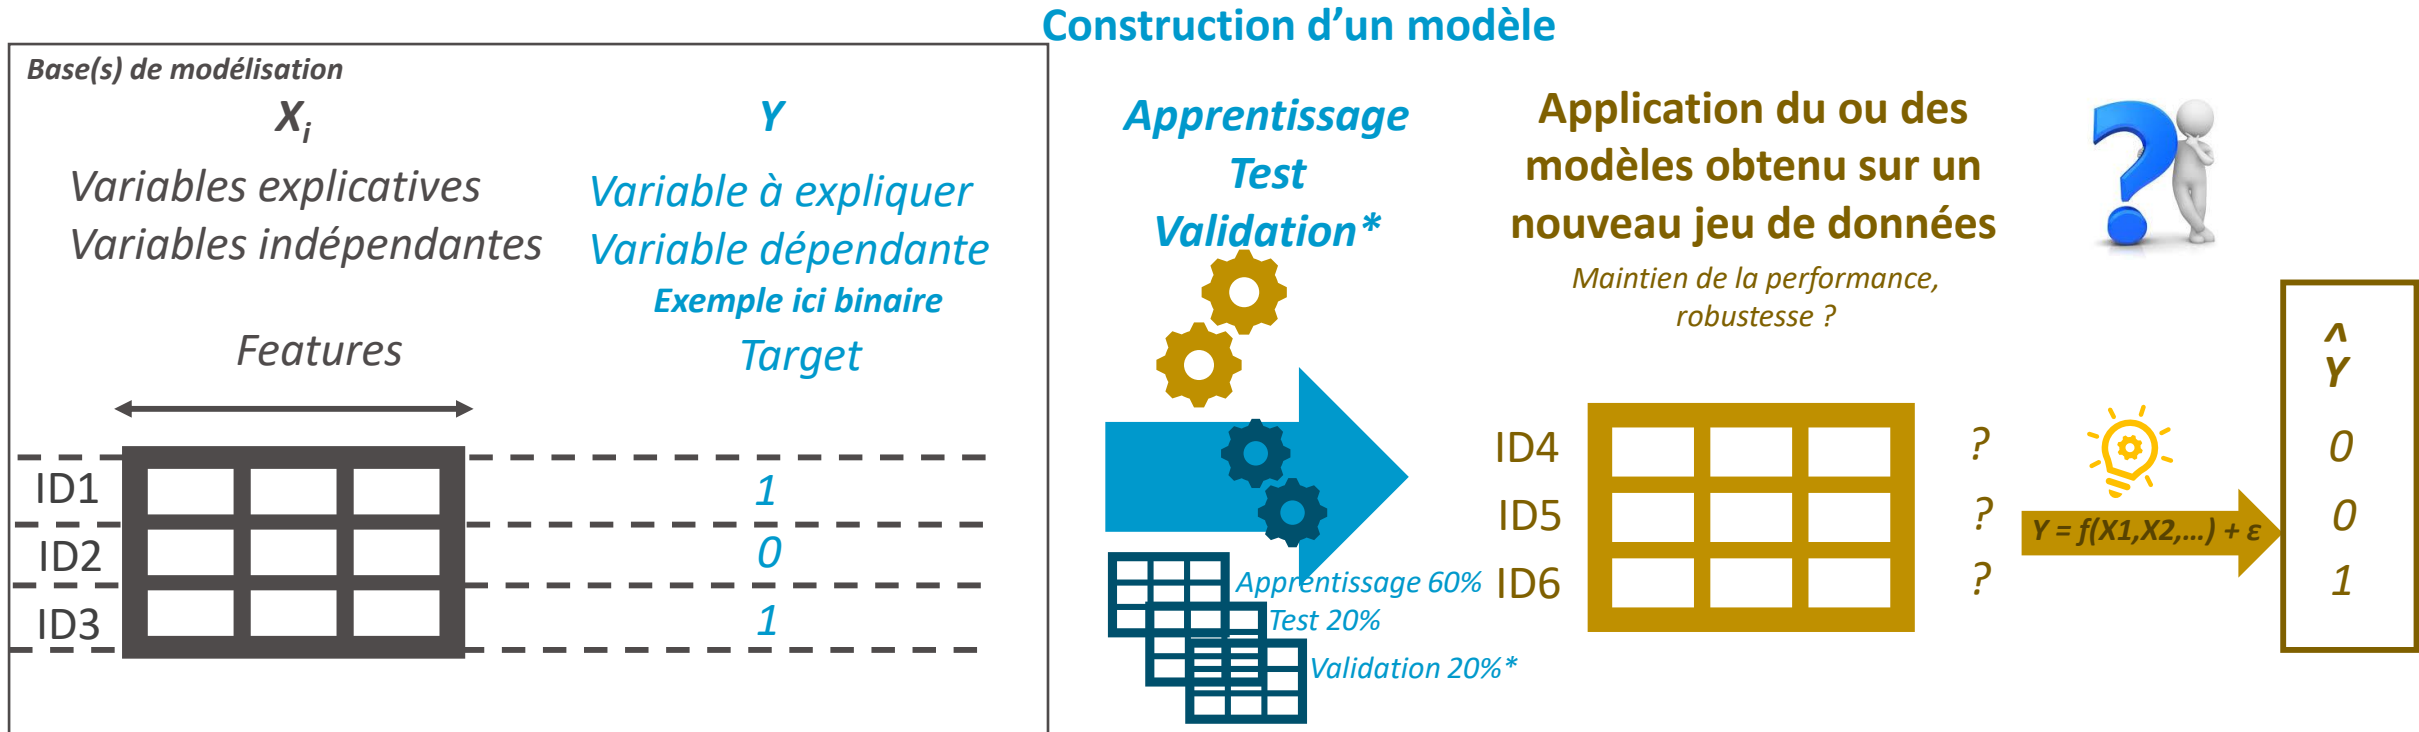 Construction d'un modèle
Base(s) de modélisation
Xi
Variables explicatives
Variables indépendantes
Features
Y
Variable à expliquer
Variable dépendante
Exemple ici binaire
Target
ID1
1
ID2
0
ID3
1
Apprentissage
Test
Validation*
Apprentissage 60%
Test 20%
Validation 20%*
Application du ou des
modèles obtenu sur un
nouveau jeu de données
Maintien de la performance,
robustesse ?
ID4
?
ID5
?
ID6
?
Y = f(X1,X2,...) + ε
^
Y
0
0
1